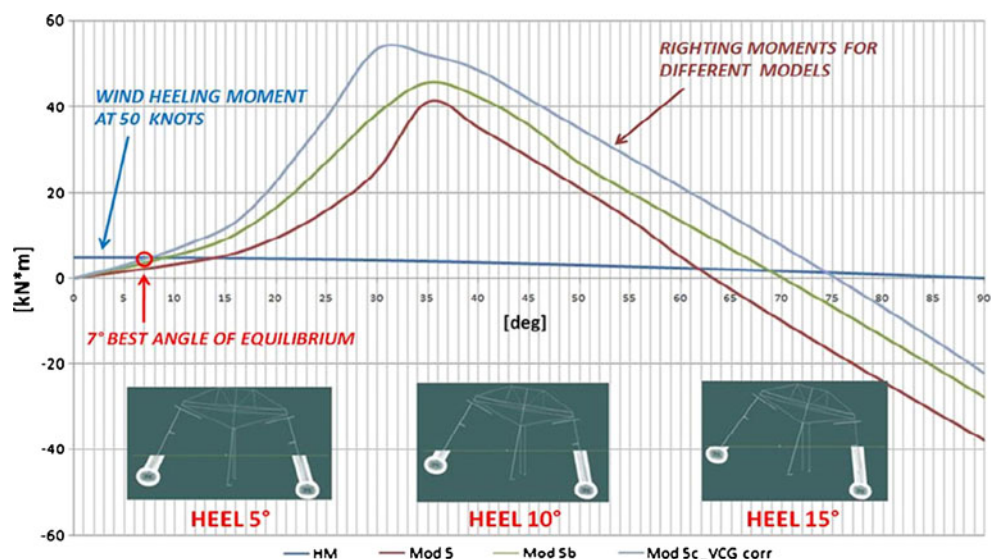 60
40
20
0
-20
-40
-60
[kN*m]
WIND HEELING MOMENT
AT 50 KNOTS
RIGHTING MOMENTS FOR
DIFFERENT MODELS
0 5 10 15 20 25 30 35 40 45 50 55 60 65 70 75 80 85 90
[deg]
7° BEST ANGLE OF EQUILIBRIUM
HEEL 5° HEEL 10° HEEL 15°
HM Mod 5 Mod 5b Mod 5c_VCG corr